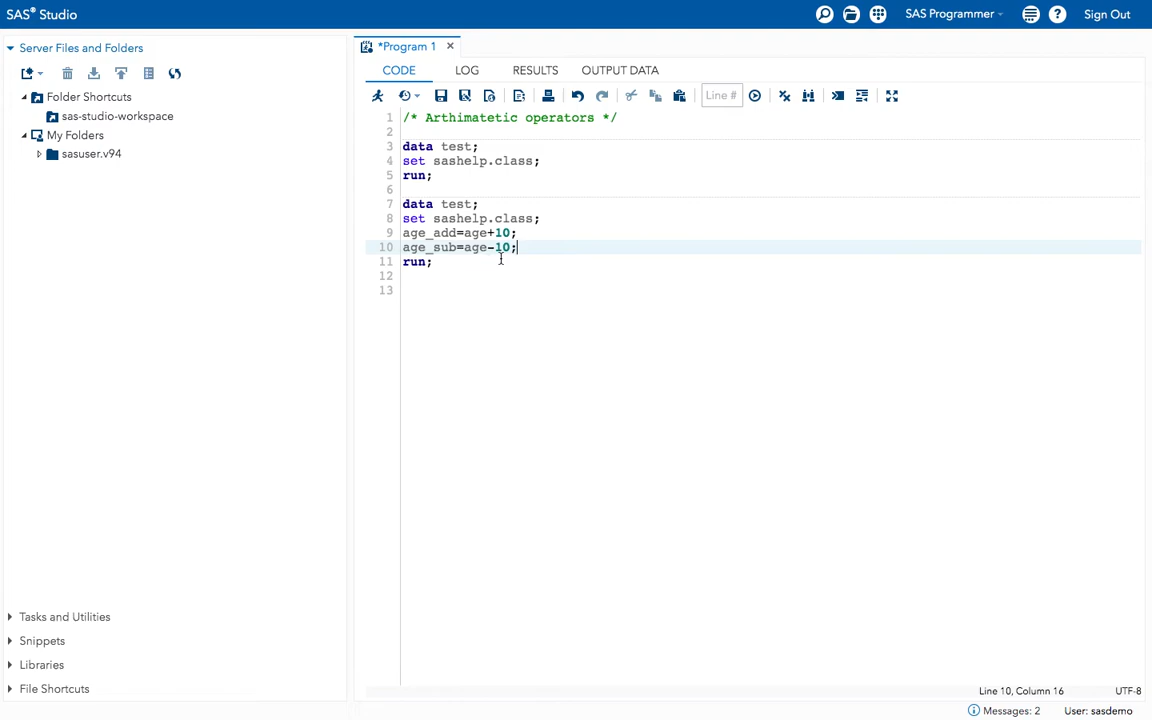 SAS® Studio
SAS Programmer
Sign Out
Server Files and Folders
Folder Shortcuts
sas-studio-workspace
My Folders
sasuser.v94
Tasks and Utilities
Snippets
Libraries
File Shortcuts
*Program 1
CODE LOG RESULTS OUTPUT DATA
Line #
1 /* Arthimatetic operators */
2
3 data test;
4 set sashelp.class;
5 run;
6
7 data test;
8 set sashelp.class;
9 age_add=age+10;
10 age_sub=age-10;
11 run;
12
13
Line 10, Column 16 UTF-8
Messages: 2 User: sasdemo